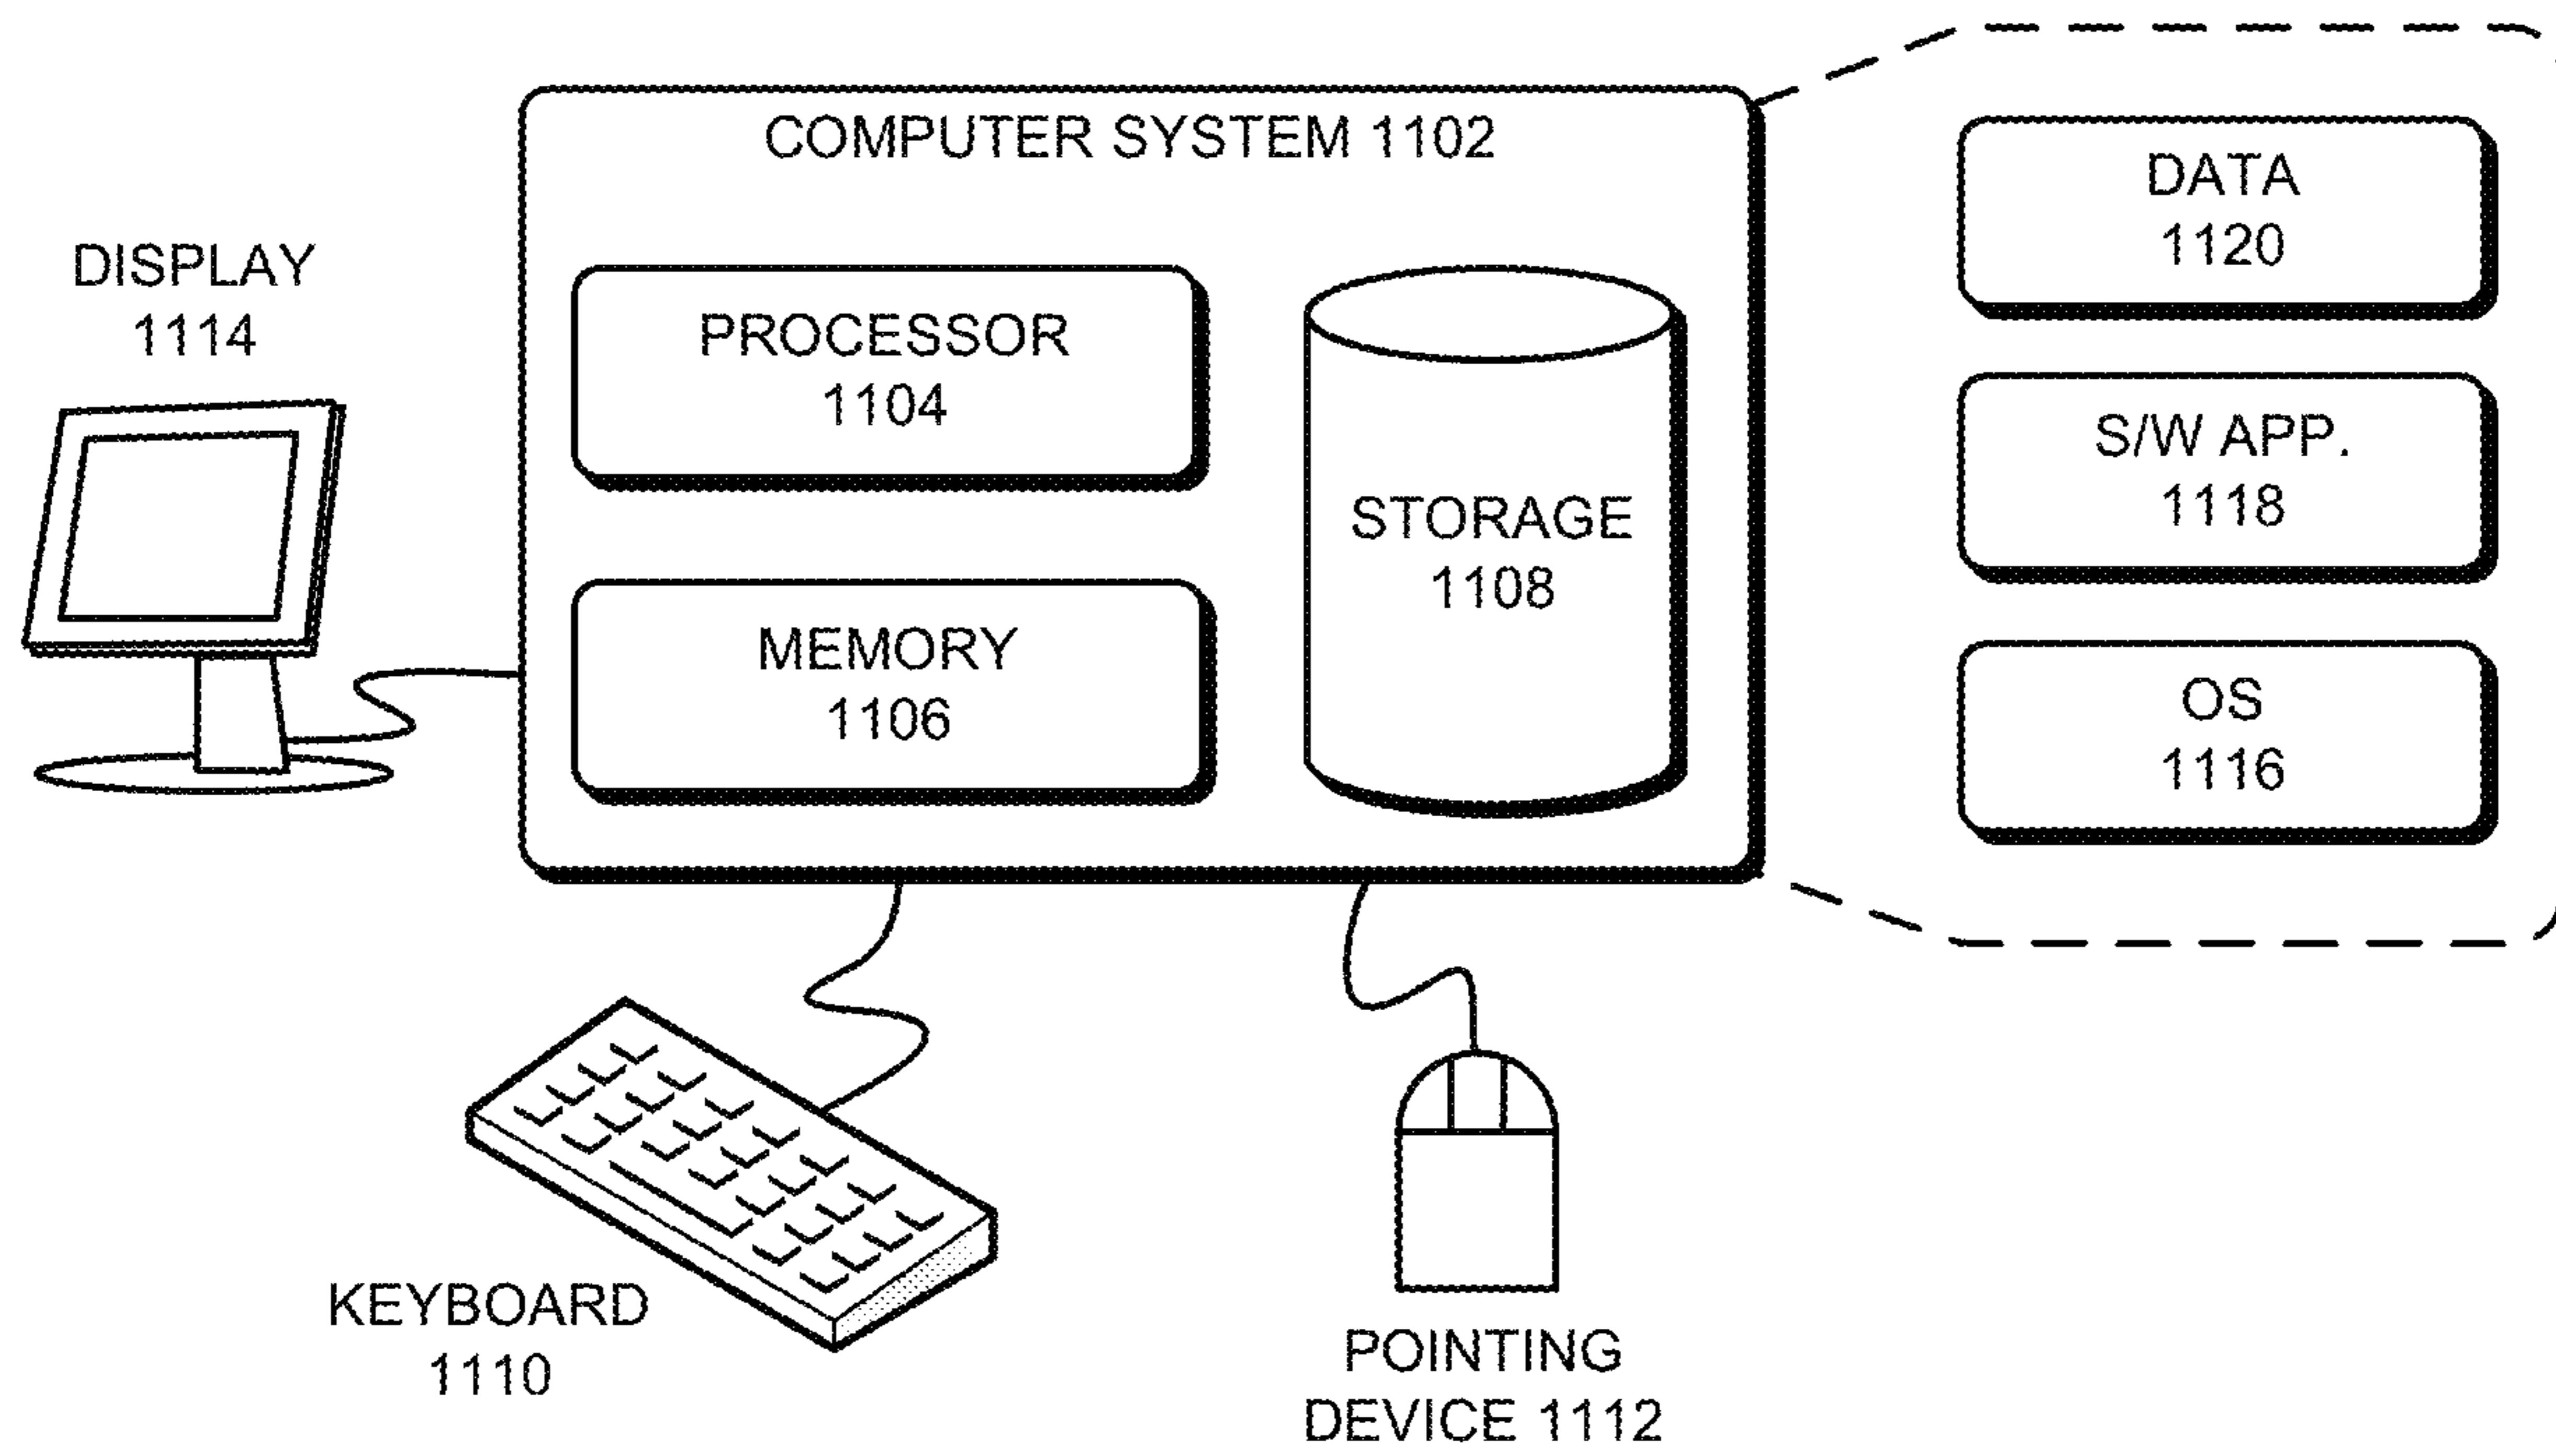 COMPUTER SYSTEM 1102
DISPLAY
1114
PROCESSOR
1104
MEMORY
1106
STORAGE
1108
DATA
1120
S/W APP.
1118
OS
1116
KEYBOARD
1110
POINTING
DEVICE 1112